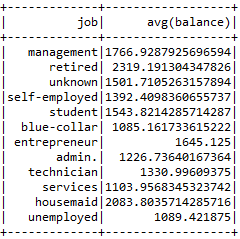 +-------------+------------------+
|          job|      avg(balance)|
+-------------+------------------+
|   management|1766.9287925696594|
|      retired| 2319.191304347826|
|      unknown|1501.7105263157894|
|self-employed|1392.4098360655737|
|      student|1543.8214285714287|
|  blue-collar| 1085.161733615222|
| entrepreneur|          1645.125|
|       admin.| 1226.73640167364|
|   technician|  1330.99609375|
|     services|1103.9568345323742|
|    housemaid|2083.8035714285716|
|   unemployed|       1089.421875|
+-------------+------------------+